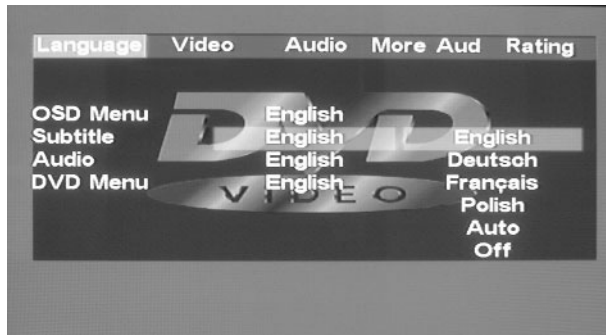 Language Video Audio More Aud Rating
OSD Menu English
Subtitle English English
Audio English Deutsch
DVD Menu English Français
Polish
Auto
Off
DVD
VIDEO